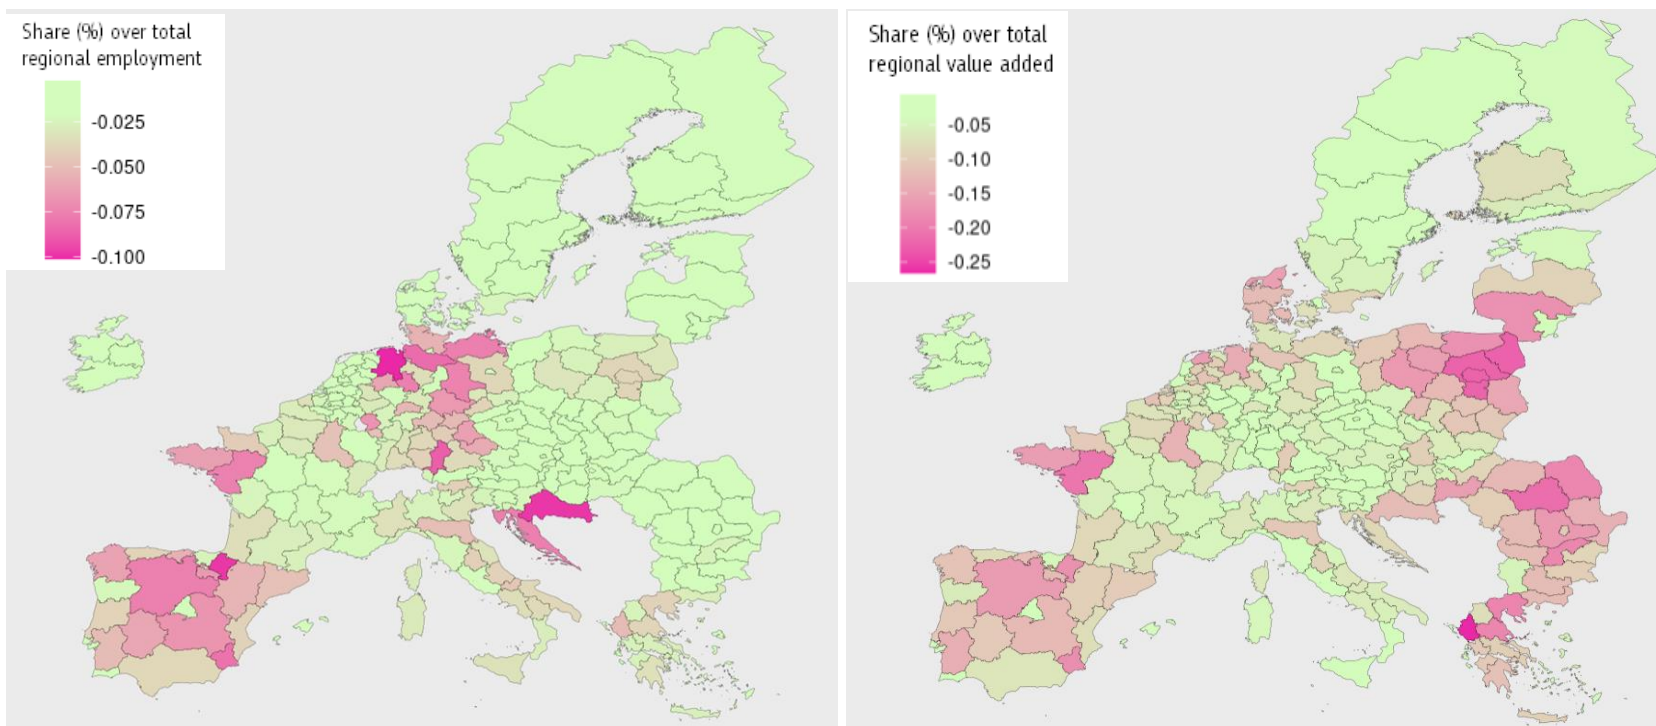 Share (%) over total
regional employment
-0.025
-0.050
-0.075
-0.100
Share (%) over total
regional value added
-0.05
-0.10
-0.15
-0.20
-0.25